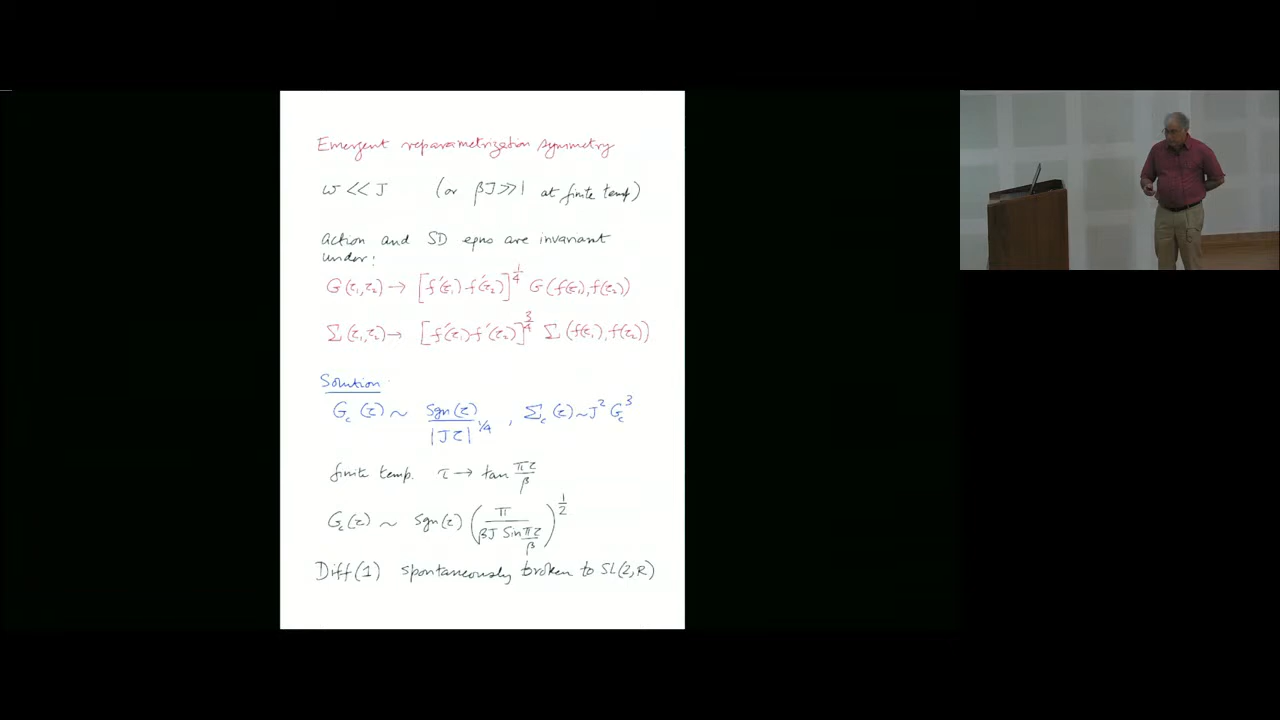 Emergent reparametrization symmetry
ω << J (or βJ >> 1 at finite temp)
action and SD eqns are invariant
under:
G(τ₁,τ₂) → [f'(τ₁) f'(τ₂)]^{1/4} G(f(τ₁), f(τ₂))
Σ(τ₁,τ₂) → [f'(τ₁) f'(τ₂)]^{3/4} Σ(f(τ₁), f(τ₂))
Solution:
G_c(τ) ~ Sgn(τ) / |Jτ|^{1/4} , Σ_c(τ) ~ J² G_c³
finite temp. τ → tan πτ/β
G_c(τ) ~ Sgn(τ) (π / βJ Sin πτ/β)^{1/2}
Diff(1) spontaneously broken to SL(2,R)